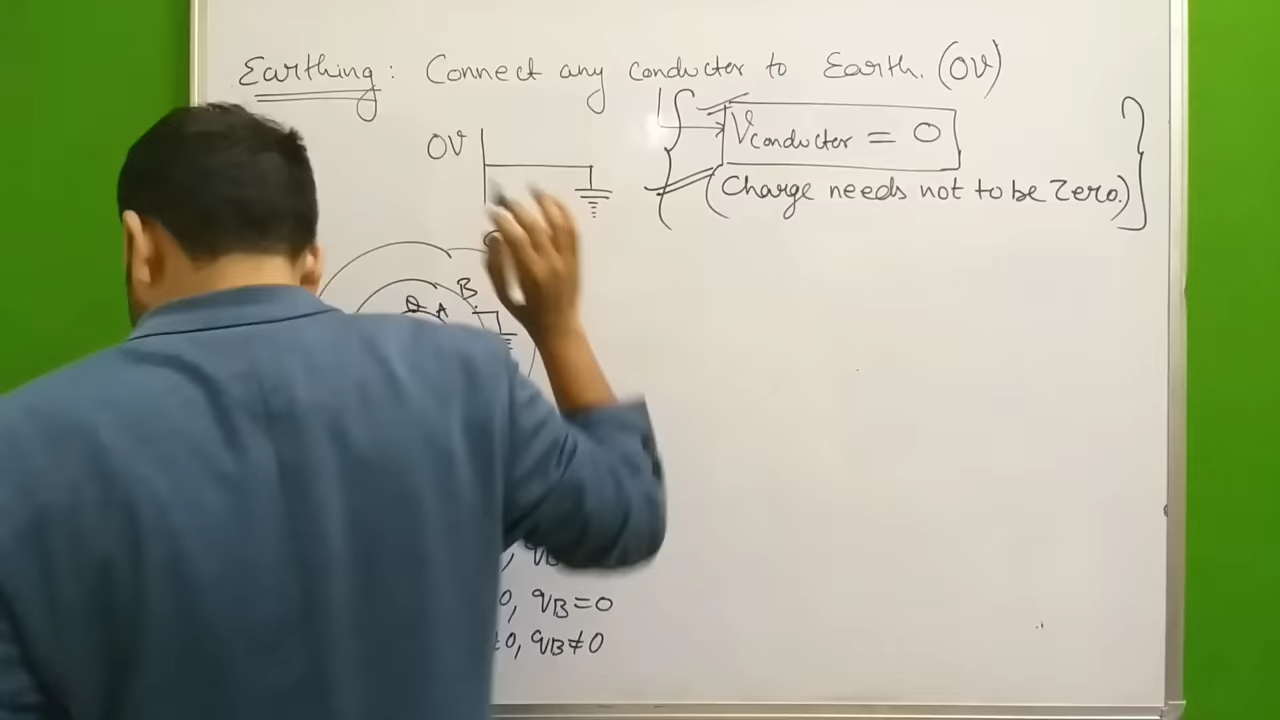 Earthing : Connect any conductor to Earth. (0V)
0V
Vconductor = 0
(Charge needs not to be Zero.)
B
Q A
0, qB=0
≠0, qB≠0